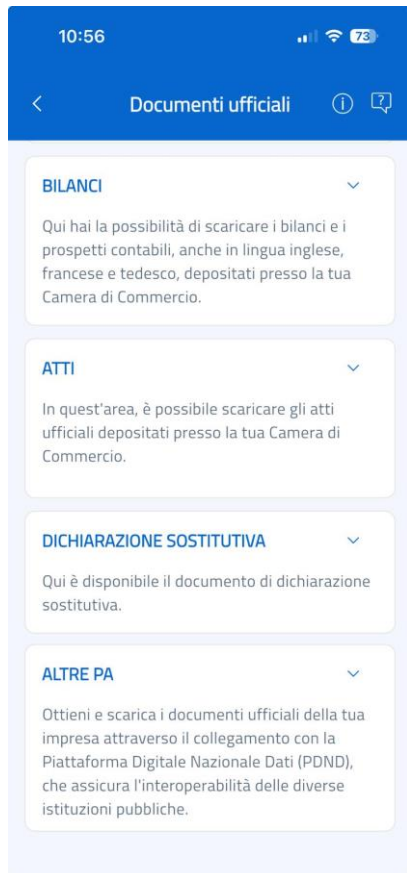 10:56
73
Documenti ufficiali
BILANCI
Qui hai la possibilità di scaricare i bilanci e i
prospetti contabili, anche in lingua inglese,
francese e tedesco, depositati presso la tua
Camera di Commercio.
ATTI
In quest'area, è possibile scaricare gli atti
ufficiali depositati presso la tua Camera di
Commercio.
DICHIARAZIONE SOSTITUTIVA
Qui è disponibile il documento di dichiarazione
sostitutiva.
ALTRE PA
Ottieni e scarica i documenti ufficiali della tua
impresa attraverso il collegamento con la
Piattaforma Digitale Nazionale Dati (PDND),
che assicura l'interoperabilità delle diverse
istituzioni pubbliche.